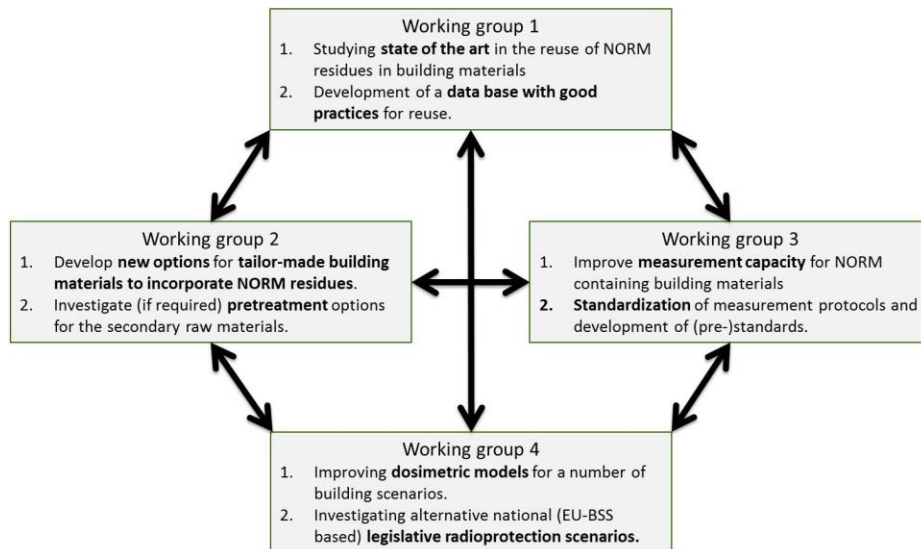 Working group 1
1. Studying state of the art in the reuse of NORM
residues in building materials
2. Development of a data base with good
practices for reuse.
Working group 2
1. Develop new options for tailor-made building
materials to incorporate NORM residues.
2. Investigate (if required) pretreatment options
for the secondary raw materials.
Working group 3
1. Improve measurement capacity for NORM
containing building materials
2. Standardization of measurement protocols and
development of (pre-)standards.
Working group 4
1. Improving dosimetric models for a number of
building scenarios.
2. Investigating alternative national (EU-BSS
based) legislative radioprotection scenarios.